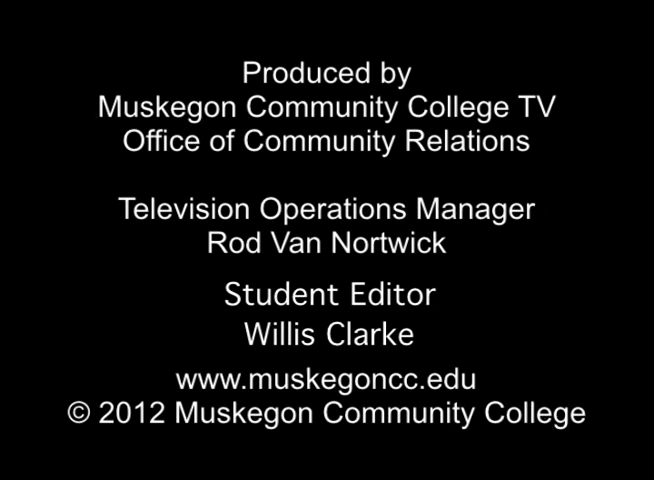 Produced by
Muskegon Community College TV
Office of Community Relations
Television Operations Manager
Rod Van Nortwick
Student Editor
Willis Clarke
www.muskegoncc.edu
© 2012 Muskegon Community College